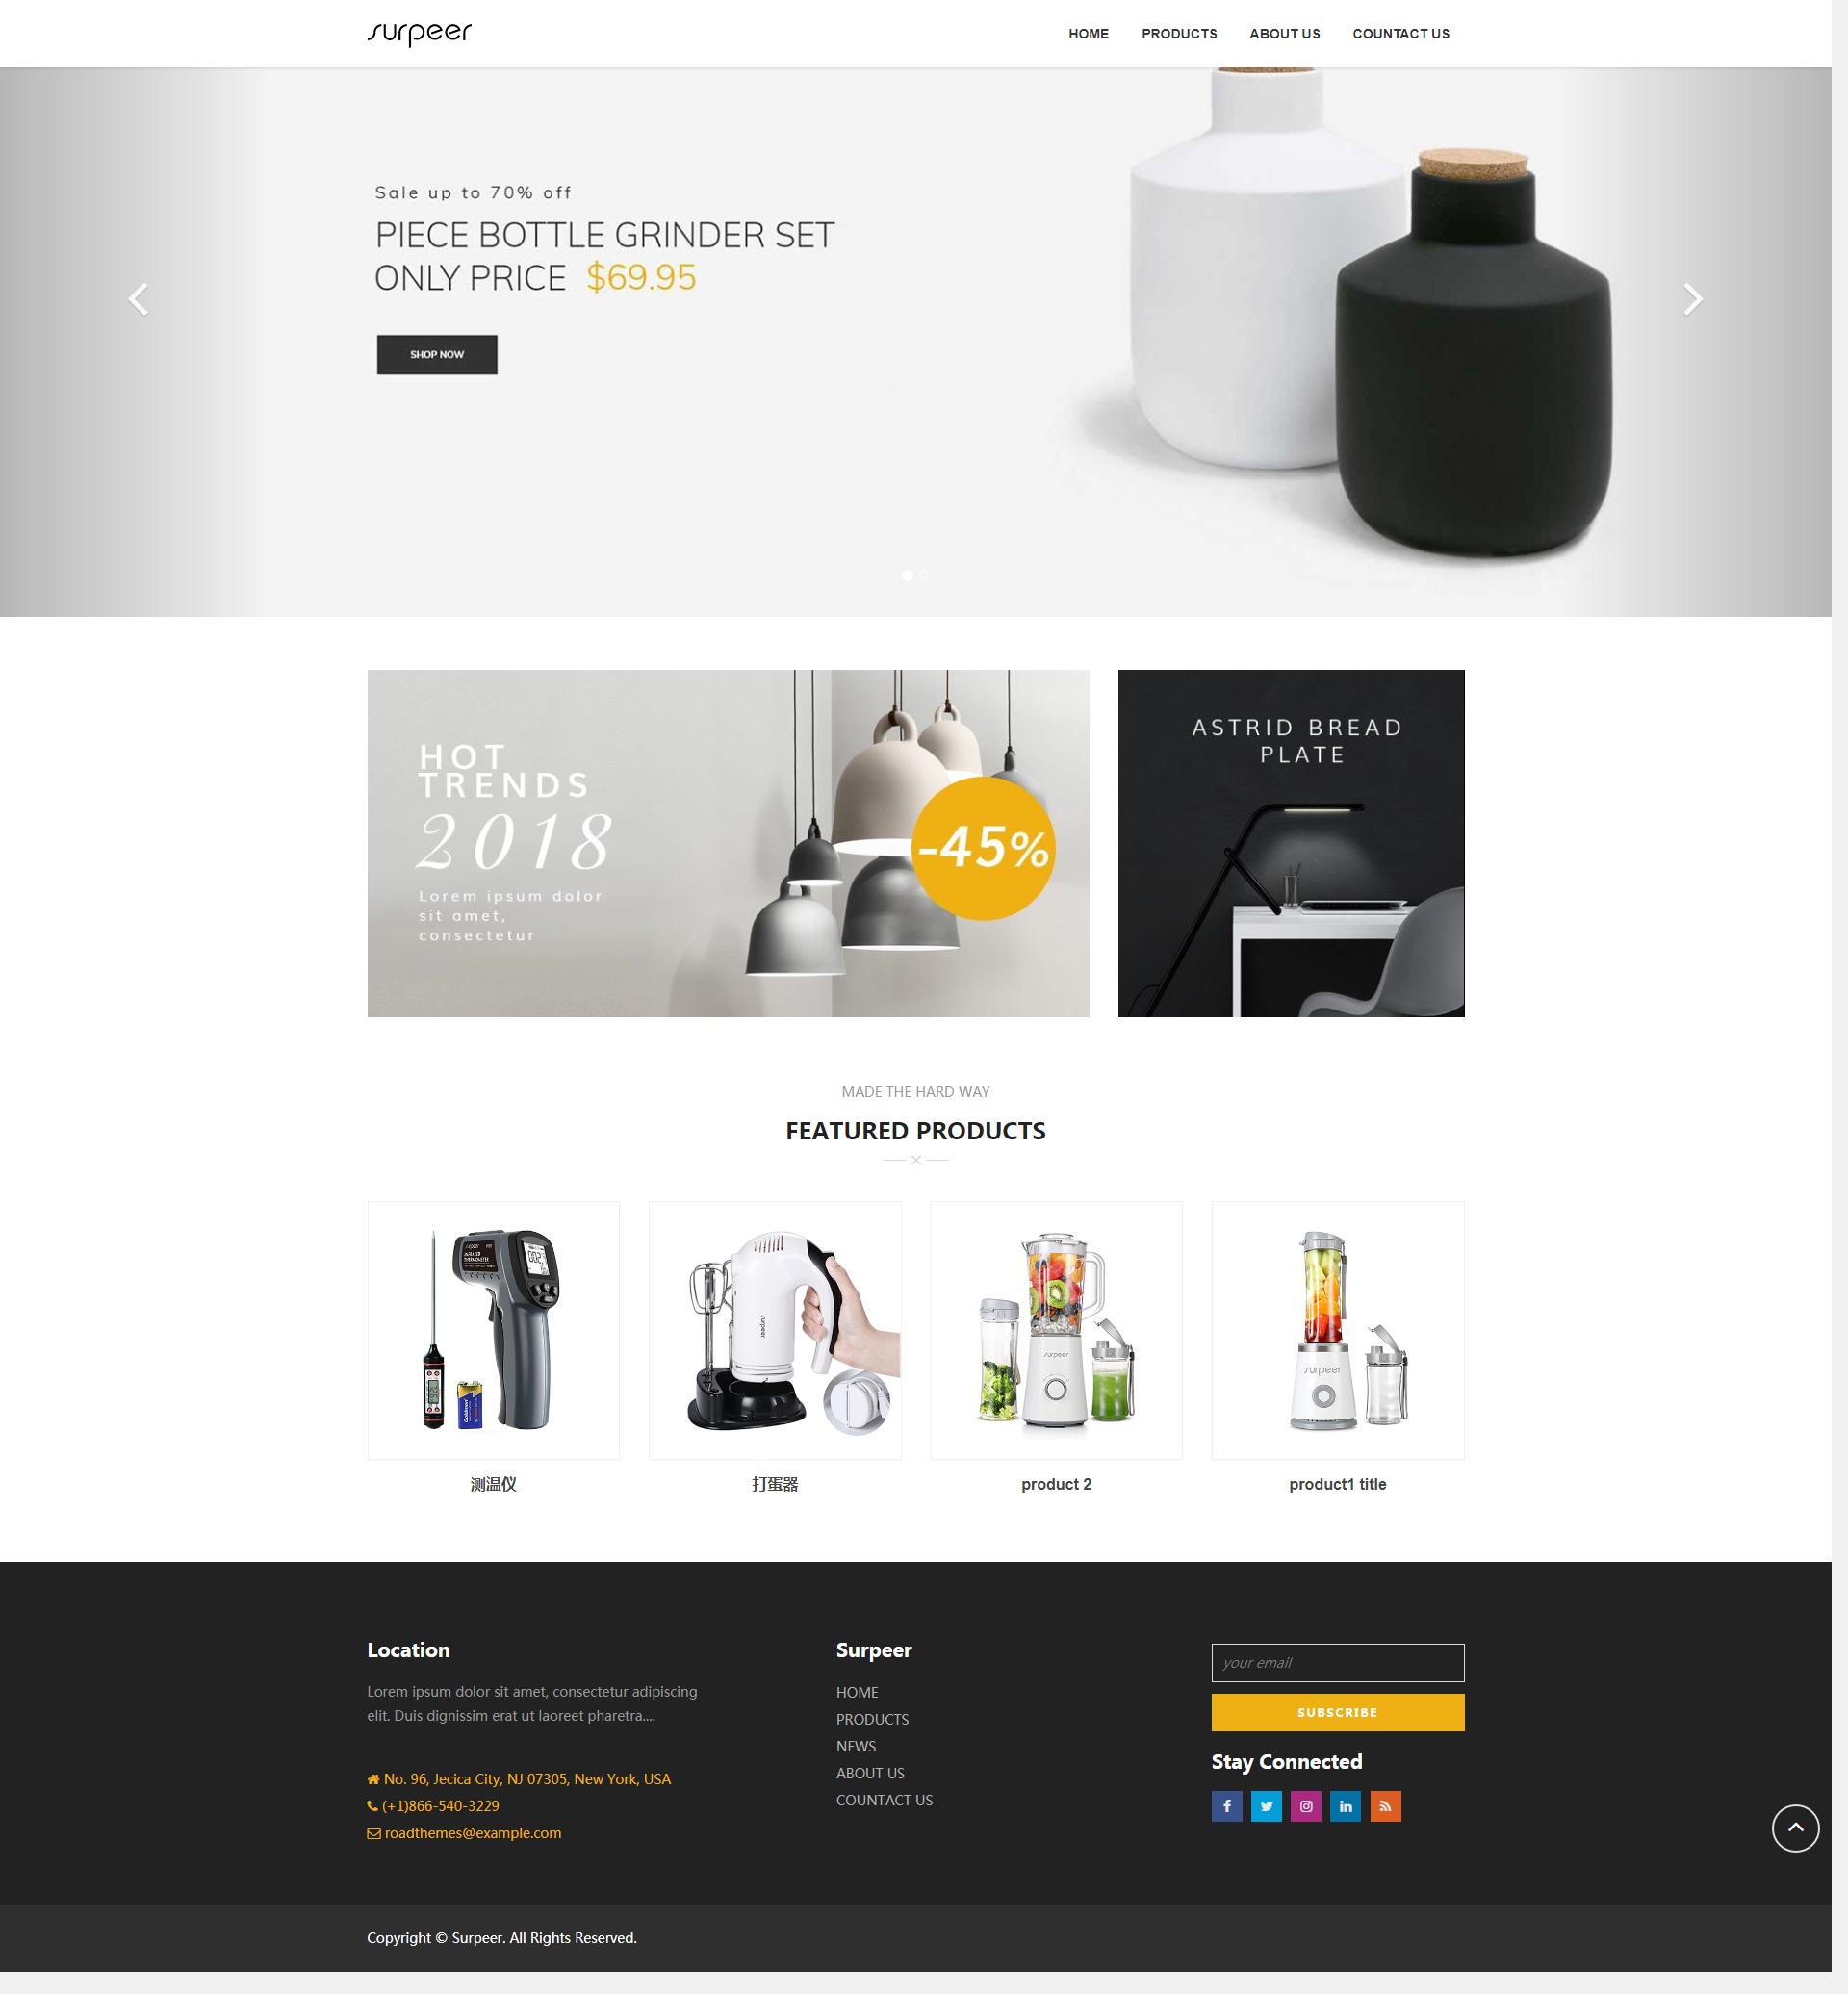 surpeer
HOME PRODUCTS ABOUT US COUNTACT US
Sale up to 70% off
PIECE BOTTLE GRINDER SET
ONLY PRICE $69.95
SHOP NOW
HOT
TRENDS
2018
Lorem ipsum dolor
sit amet,
consectetur
-45%
ASTRID BREAD
PLATE
MADE THE HARD WAY
FEATURED PRODUCTS
surpeer
surpeer
surpeer
测温仪
打蛋器
product 2
product1 title
Location
Lorem ipsum dolor sit amet, consectetur adipiscing
elit. Duis dignissim erat ut laoreet pharetra....
No. 96, Jecica City, NJ 07305, New York, USA
(+1)866-540-3229
roadthemes@example.com
Surpeer
HOME
PRODUCTS
NEWS
ABOUT US
COUNTACT US
your email
SUBSCRIBE
Stay Connected
Copyright © Surpeer. All Rights Reserved.